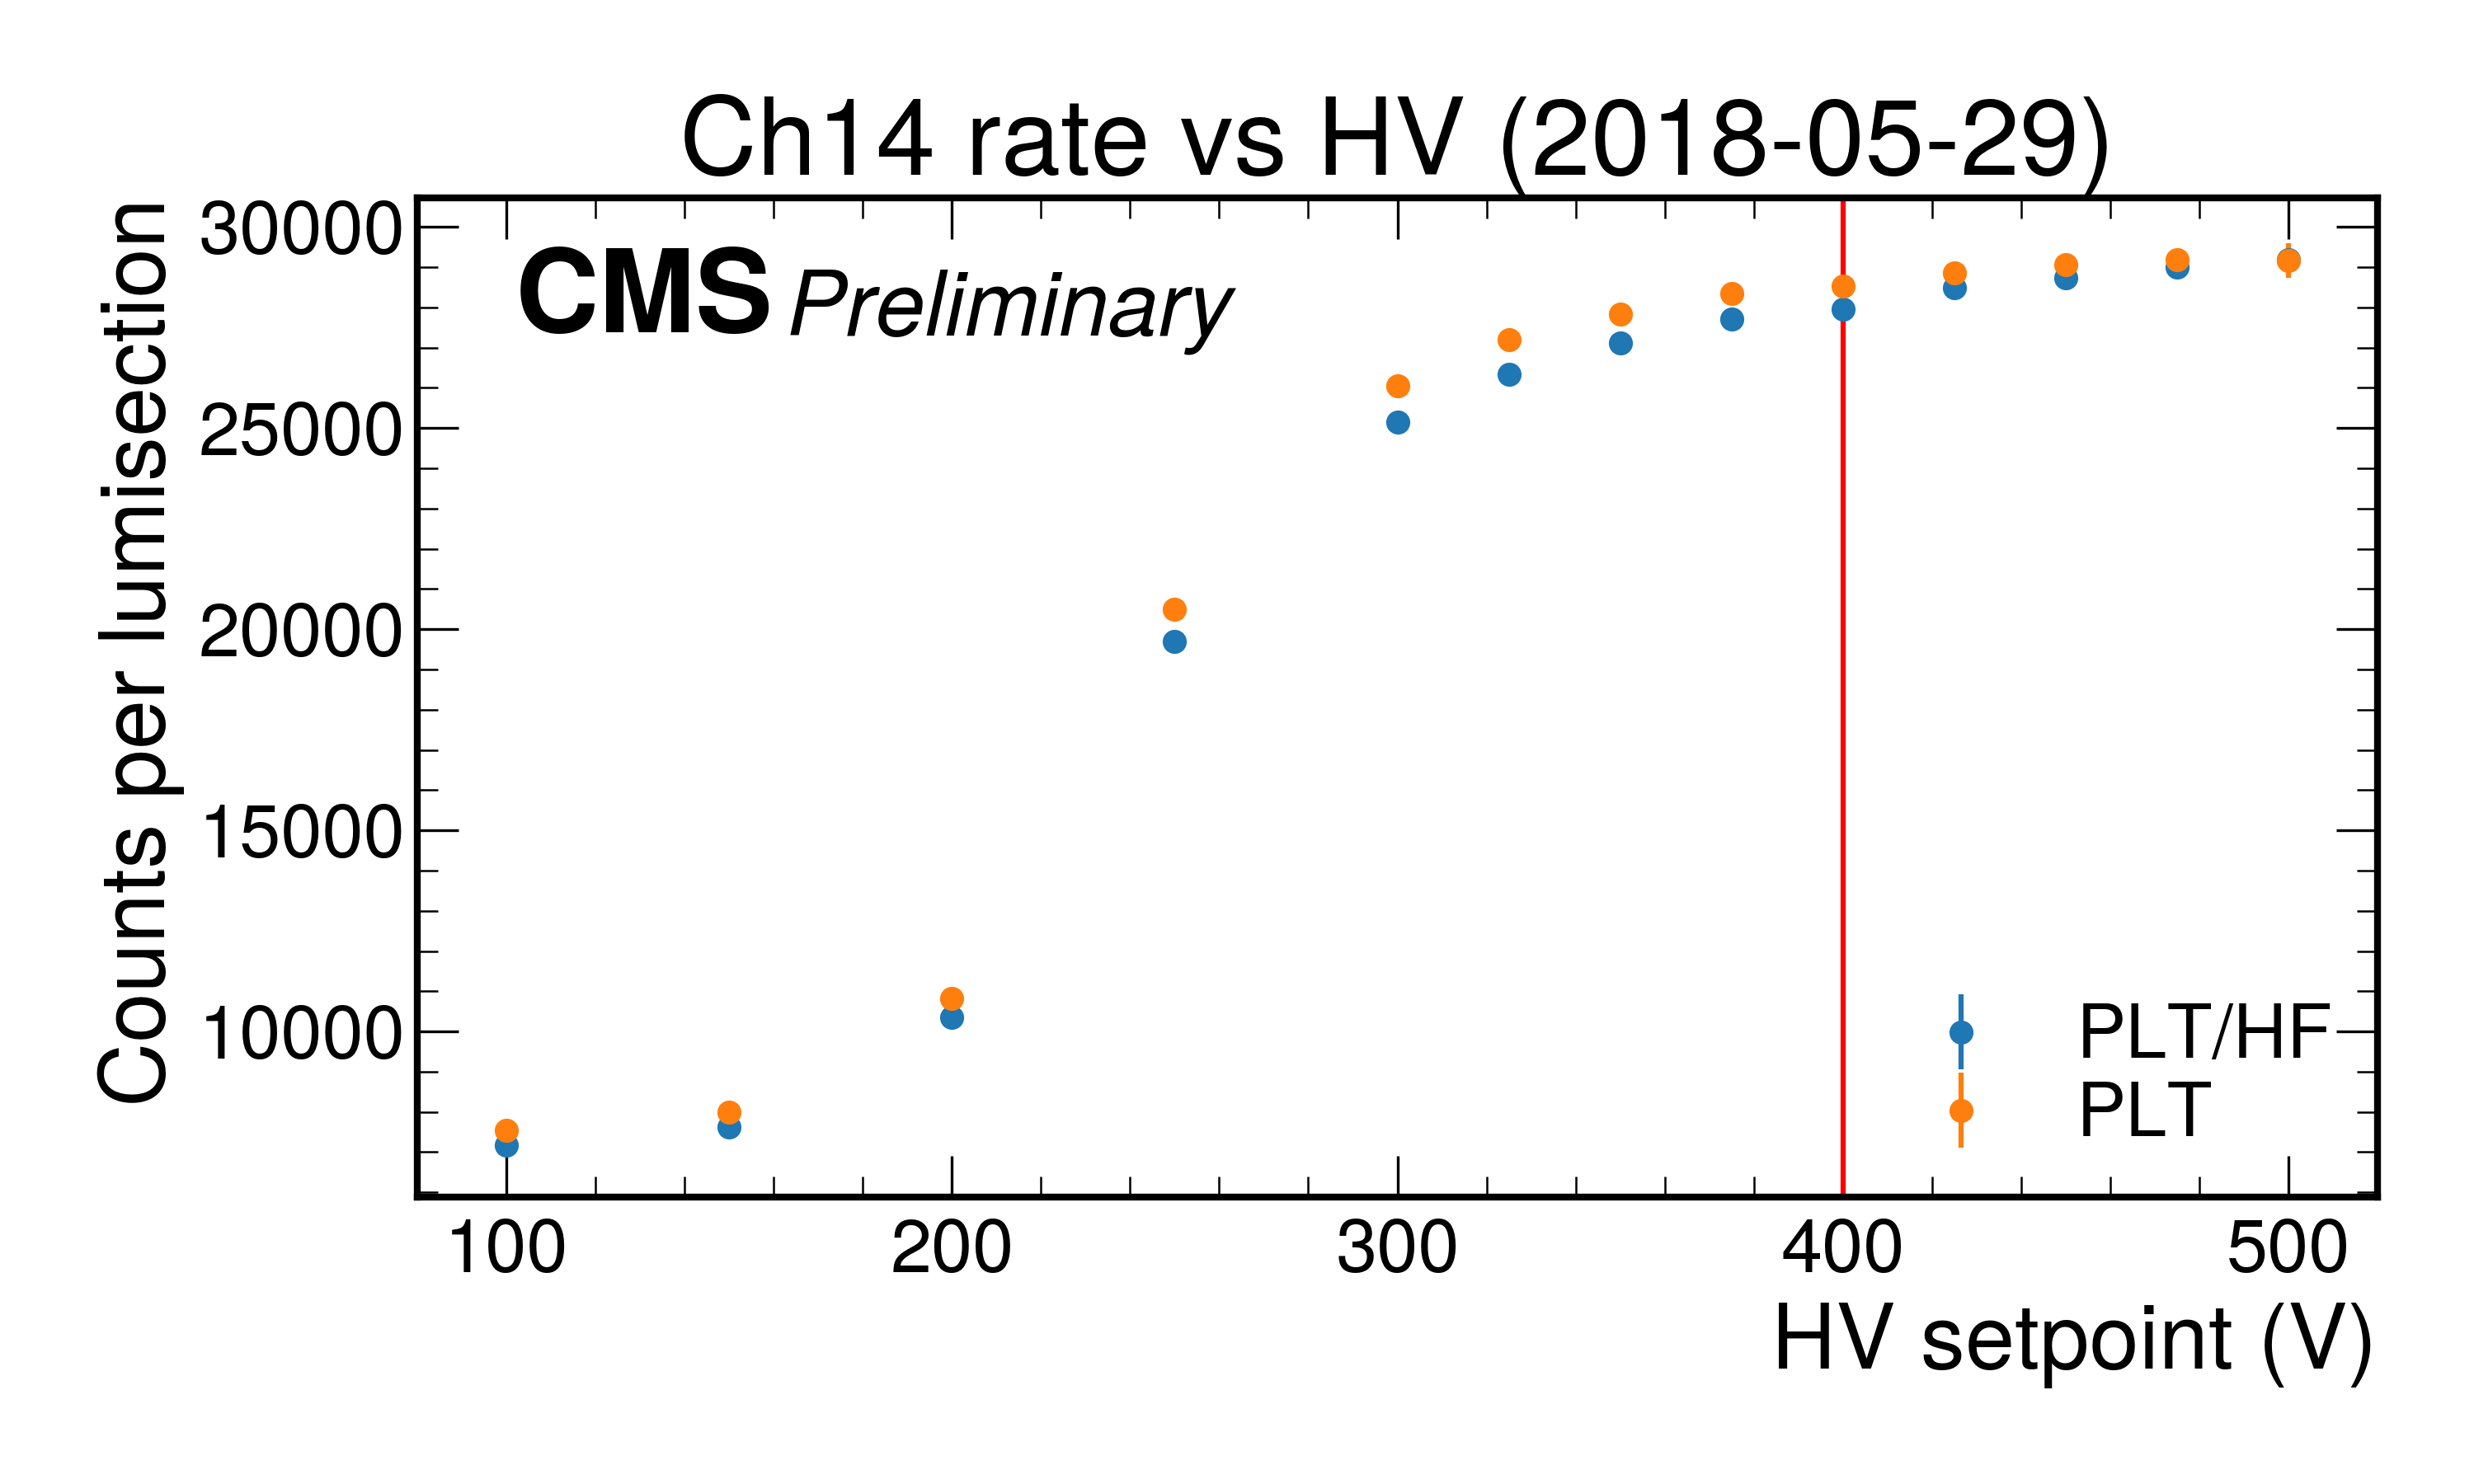 Ch14 rate vs HV (2018-05-29)
CMS Preliminary
Counts per lumisection
30000
25000
20000
15000
10000
PLT/HF
PLT
100 200 300 400 500
HV setpoint (V)